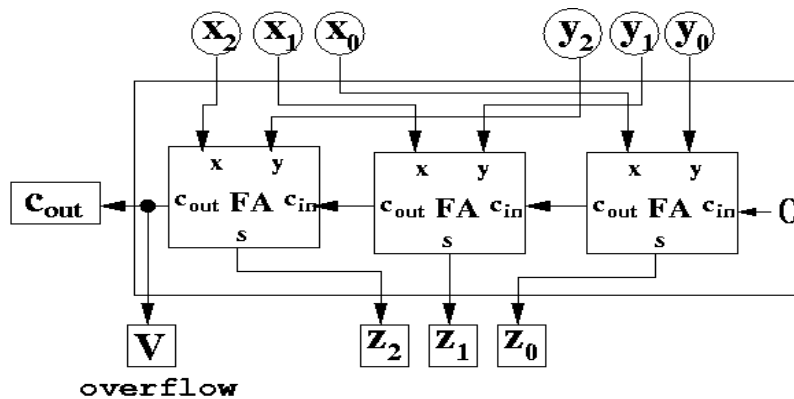 x2 x1 x0 y2 y1 y0
x y x y x y
cout cout FA cin cout FA cin cout FA cin 0
s s s
V z2 z1 z0
overflow